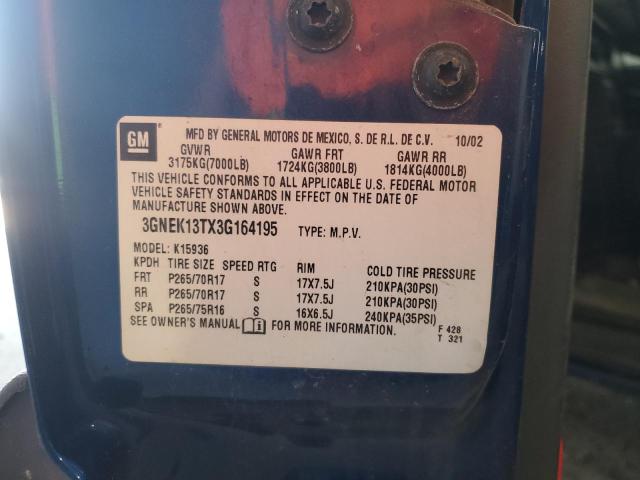 GM MFD BY GENERAL MOTORS DE MEXICO, S. DE R.L. DE C.V. 10/02
GVWR GAWR FRT GAWR RR
3175KG(7000LB) 1724KG(3800LB) 1814KG(4000LB)
THIS VEHICLE CONFORMS TO ALL APPLICABLE U.S. FEDERAL MOTOR
VEHICLE SAFETY STANDARDS IN EFFECT ON THE DATE OF
MANUFACTURE SHOWN ABOVE.
3GNEK13TX3G164195 TYPE: M.P.V.
MODEL: K15936
KPDH TIRE SIZE SPEED RTG RIM COLD TIRE PRESSURE
FRT P265/70R17 S 17X7.5J 210KPA(30PSI)
RR P265/70R17 S 17X7.5J 210KPA(30PSI)
SPA P265/75R16 S 16X6.5J 240KPA(35PSI)
SEE OWNER'S MANUAL FOR MORE INFORMATION. F 428
T 321